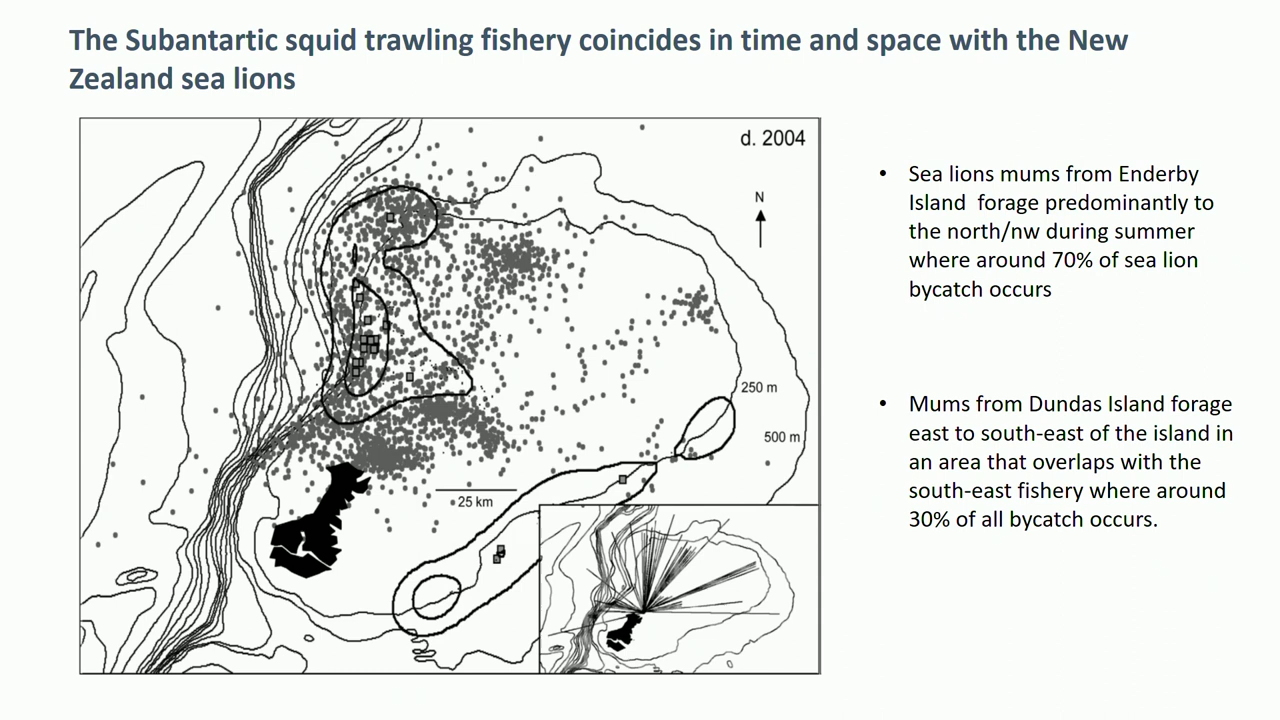 The Subantartic squid trawling fishery coincides in time and space with the New
Zealand sea lions
d. 2004
N
250 m
500 m
25 km
• Sea lions mums from Enderby
Island forage predominantly to
the north/nw during summer
where around 70% of sea lion
bycatch occurs
• Mums from Dundas Island forage
east to south-east of the island in
an area that overlaps with the
south-east fishery where around
30% of all bycatch occurs.